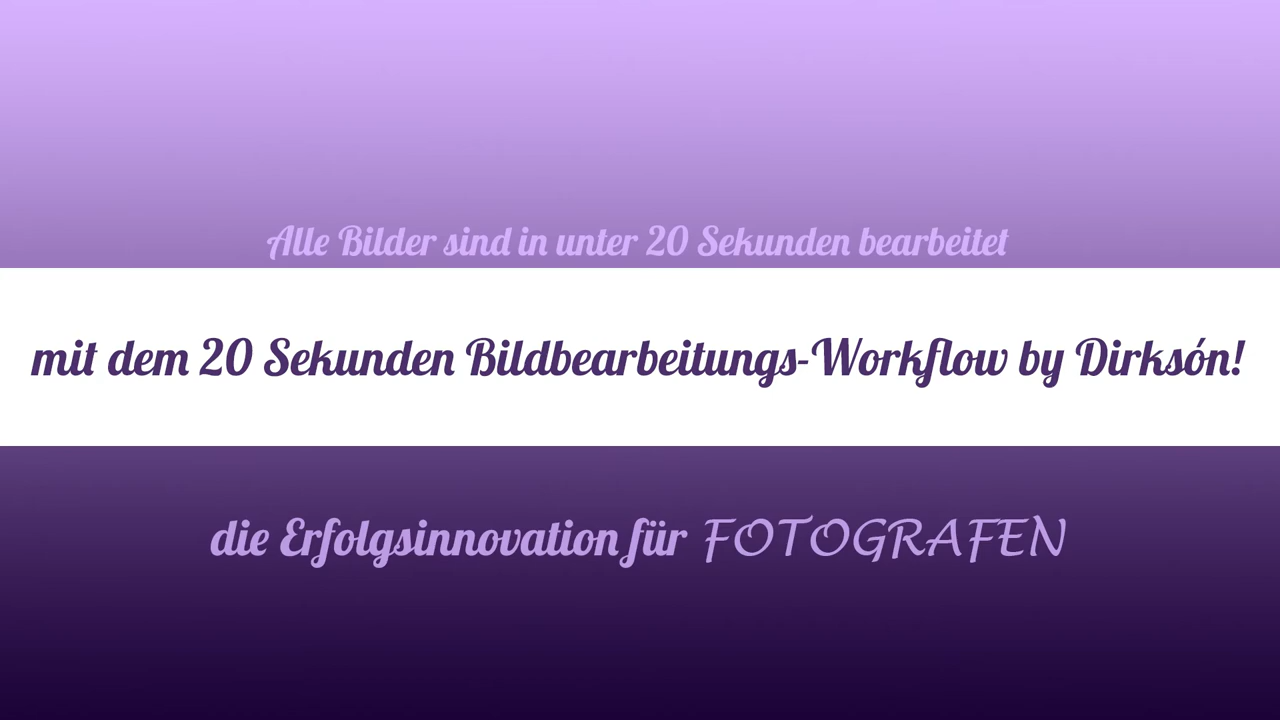 Alle Bilder sind in unter 20 Sekunden bearbeitet
mit dem 20 Sekunden Bildbearbeitungs-Workflow by Dirksón!
die Erfolgsinnovation für FOTOGRAFEN